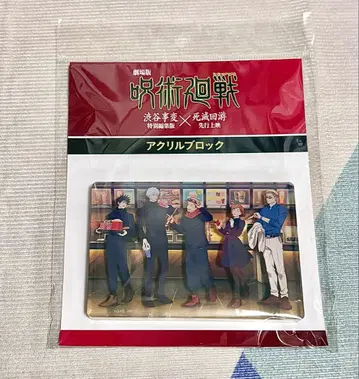 劇場版
呪術廻戦
渋谷事変 × 死滅回游
特別編集版 先行上映
アクリルブロック